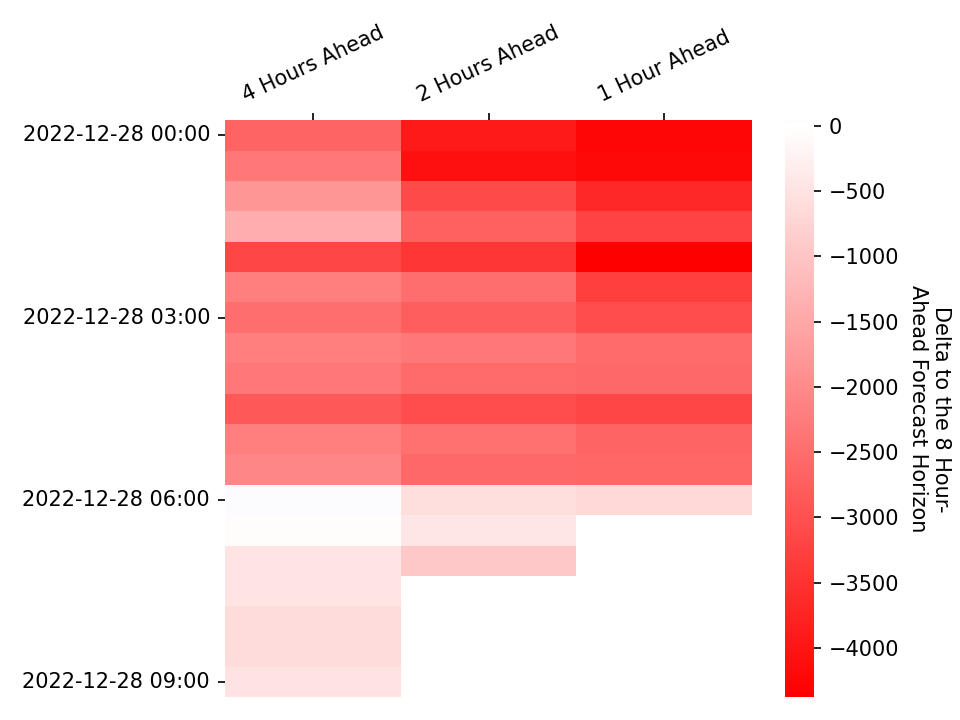 4 Hours Ahead
2 Hours Ahead
1 Hour Ahead
2022-12-28 00:00
2022-12-28 03:00
2022-12-28 06:00
2022-12-28 09:00
0
−500
−1000
−1500
−2000
−2500
−3000
−3500
−4000
Delta to the 8 Hour-
Ahead Forecast Horizon